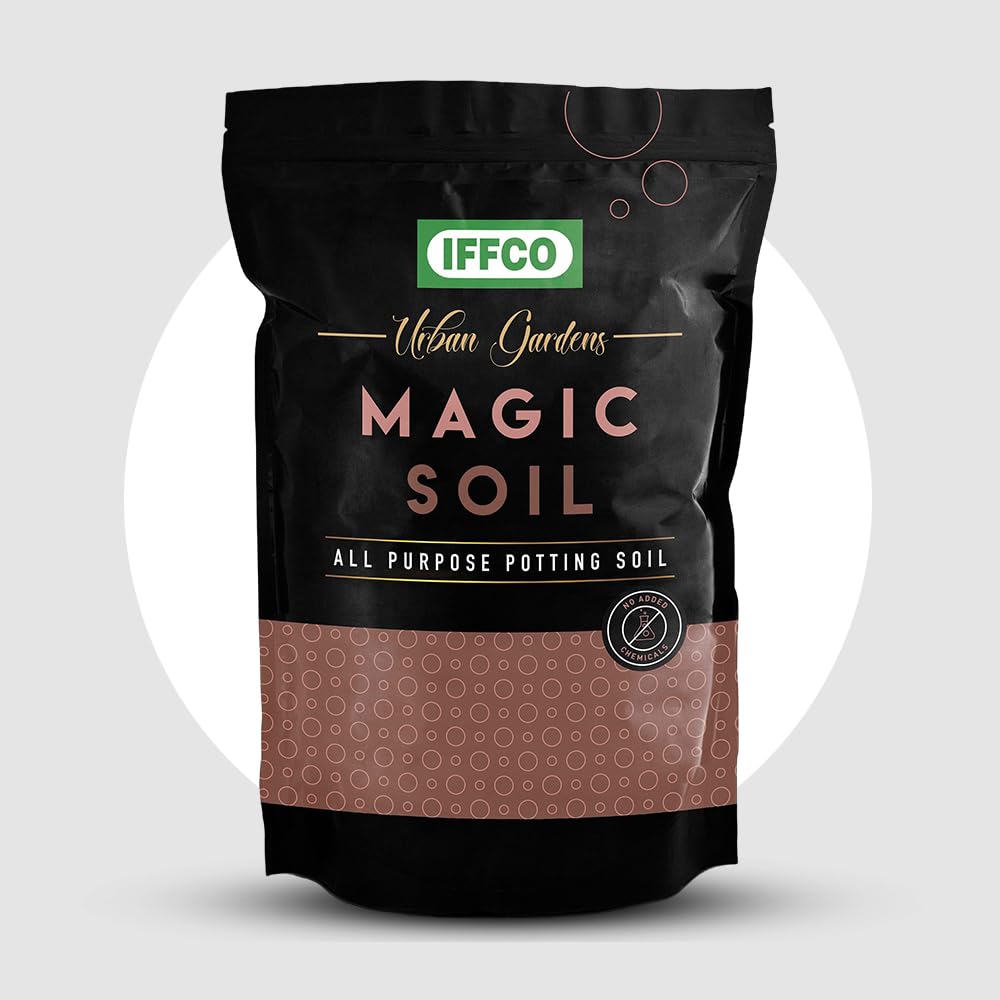 IFFCO
Urban Gardens
MAGIC
SOIL
ALL PURPOSE POTTING SOIL
NO ADDED
CHEMICALS